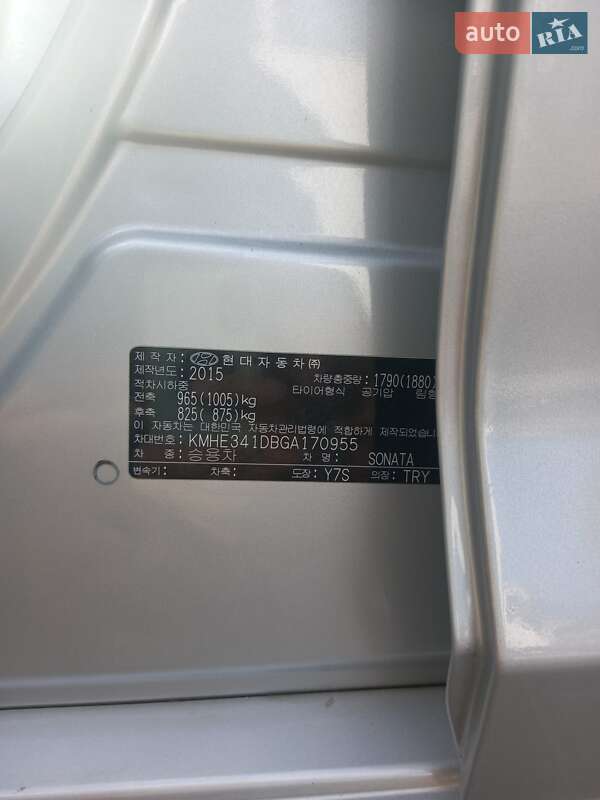 auto RIA.com
제 작 자: 현 대 자 동 차 ㈜
제작년도: 2015 차량총중량: 1790(1880)
적차시하중 타이어형식 공기압 림형
전축 965(1005)kg
후축 825( 875)kg
이 자동차는 대한민국 자동차관리법령에 적합하게 제작되었습
차대번호: KMHE341DBGA170955
차 종: 승용차 차 명: SONATA
변속기: 차축: 도장: Y7S 의장: TRY